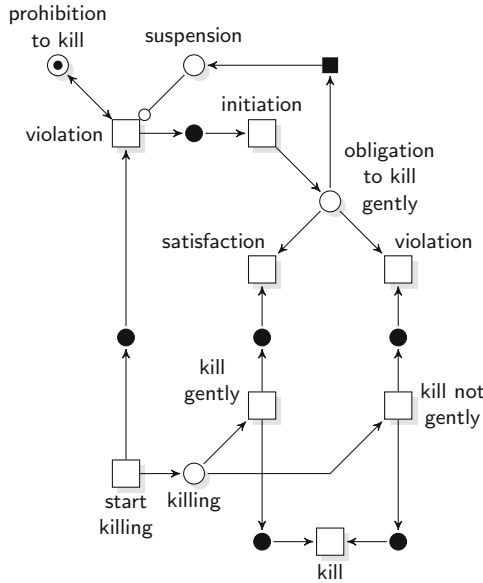 prohibition
to kill
suspension
initiation
violation
obligation
to kill
gently
satisfaction
violation
kill
gently
kill not
gently
start
killing
killing
kill